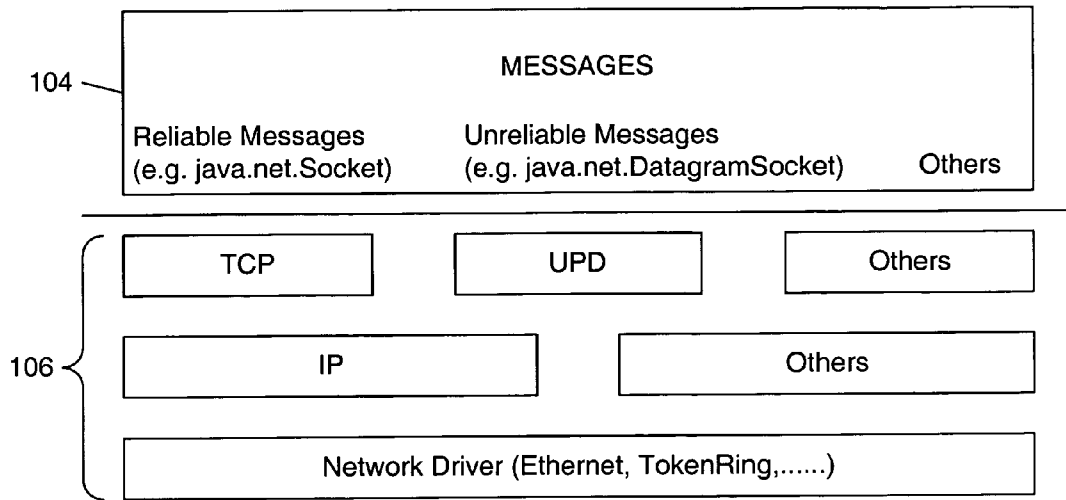 104
MESSAGES
Reliable Messages
(e.g. java.net.Socket)
Unreliable Messages
(e.g. java.net.DatagramSocket)
Others
106
TCP
UPD
Others
IP
Others
Network Driver (Ethernet, TokenRing,......)